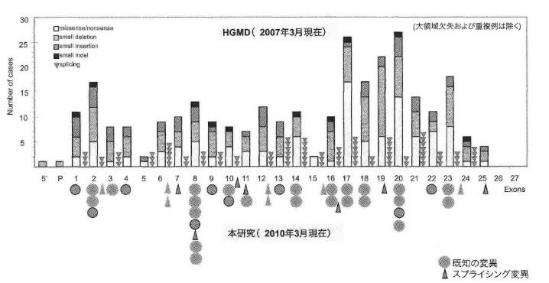 30
25
20
15
10
5
Number of cases
missense/nonsense
small deletion
small insertion
small indel
splicing
HGMD( 2007年3月現在)
(大領域欠失および重複例は除く)
5' P 1 2 3 4 5 6 7 8 9 10 11 12 13 14 15 16 17 18 19 20 21 22 23 24 25 26 27 Exons
本研究( 2010年3月現在)
既知の変異
スプライシング変異